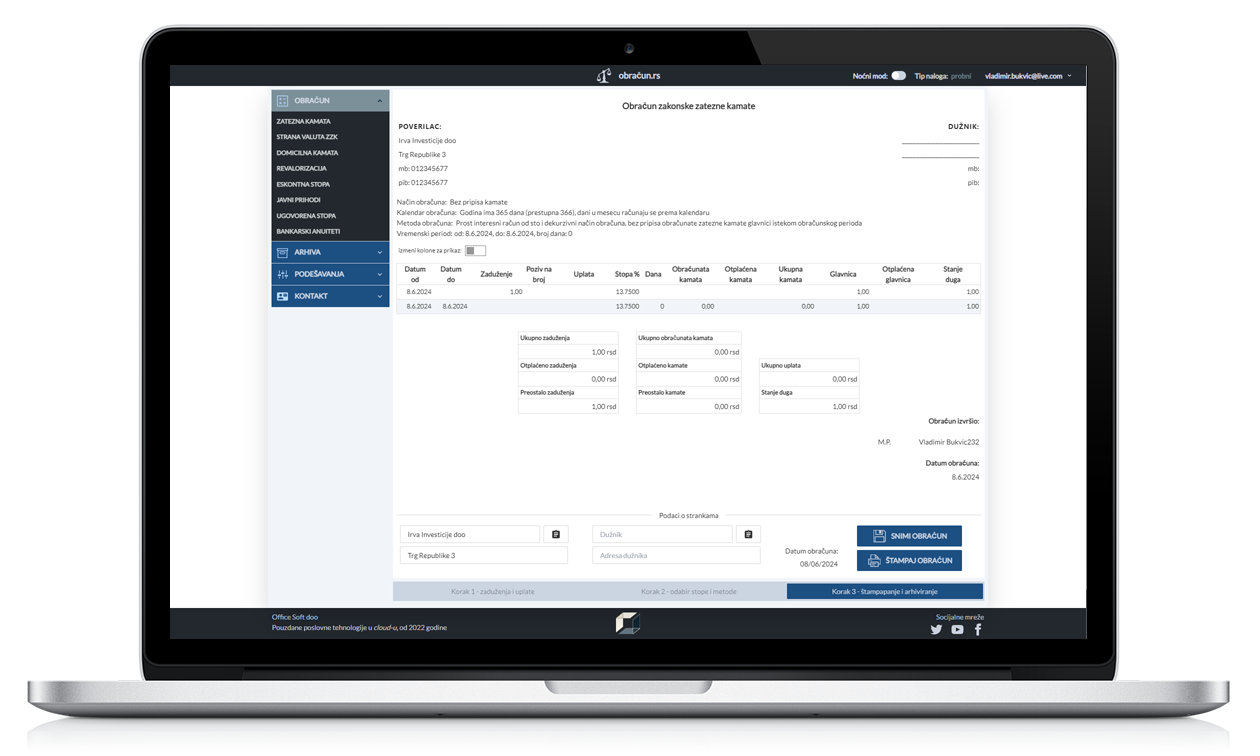 obračun.rs
Noćni mod:
Tip naloga: probni
vladimir.bukvic@live.com
OBRAČUN
ZATEZNA KAMATA
STRANA VALUTA ZZK
DOMICILNA KAMATA
REVALORIZACIJA
ESKONTNA STOPA
JAVNI PRIHODI
UGOVORENA STOPA
BANKARSKI ANUITETI
ARHIVA
PODEŠAVANJA
KONTAKT
Obračun zakonske zatezne kamate
POVERILAC:
Irva Investicije doo
Trg Republike 3
mb: 012345677
pib: 012345677
DUŽNIK:
mb:
pib:
Način obračuna: Bez pripisa kamate
Kalendar obračuna: Godina ima 365 dana (prestupna 366), dani u mesecu računaju se prema kalendaru
Metoda obračuna: Prost interesni račun od sto i dekurzivni način obračuna, bez pripisa obračunate zatezne kamate glavnici istekom obračunskog perioda
Vremenski period: od: 8.6.2024, do: 8.6.2024, broj dana: 0
Izmeni kolone za prikaz:
Datum od Datum do Zaduženje Poziv na broj Uplata Stopa % Dana Obračunata kamata Otplaćena kamata Ukupna kamata Glavnica Otplaćena glavnica Stanje duga
8.6.2024 1,00 13.7500 1,00 1,00
8.6.2024 8.6.2024 13.7500 0 0,00 0,00 1,00 1,00
Ukupno zaduženja
1,00 rsd
Otplaćeno zaduženja
0,00 rsd
Preostalo zaduženja
1,00 rsd
Ukupno obračunata kamata
0,00 rsd
Otplaćeno kamate
0,00 rsd
Preostalo kamate
0,00 rsd
Ukupno uplata
0,00 rsd
Stanje duga
1,00 rsd
Obračun izvršio:
M.P. Vladimir Bukvic232
Datum obračuna:
8.6.2024
Podaci o strankama
Irva Investicije doo
Trg Republike 3
Dužnik
Adresa dužnika
Datum obračuna:
08/06/2024
SNIMI OBRAČUN
ŠTAMPAJ OBRAČUN
Korak 1 - zaduženja i uplate
Korak 2 - odabir stope i metode
Korak 3 - štampapanje i arhiviranje
Office Soft doo
Pouzdane poslovne tehnologije u cloud-u, od 2022 godine
Socijalne mreže